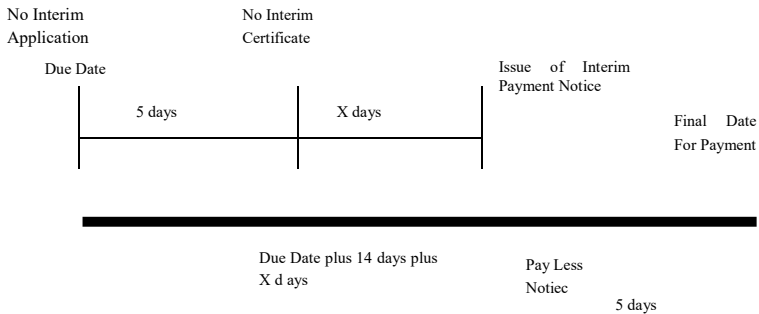 No Interim
Application
No Interim
Certificate
Due Date
Issue of Interim
Payment Notice
5 days
X days
Final Date
For Payment
Due Date plus 14 days plus
X d ays
Pay Less
Notiec
5 days